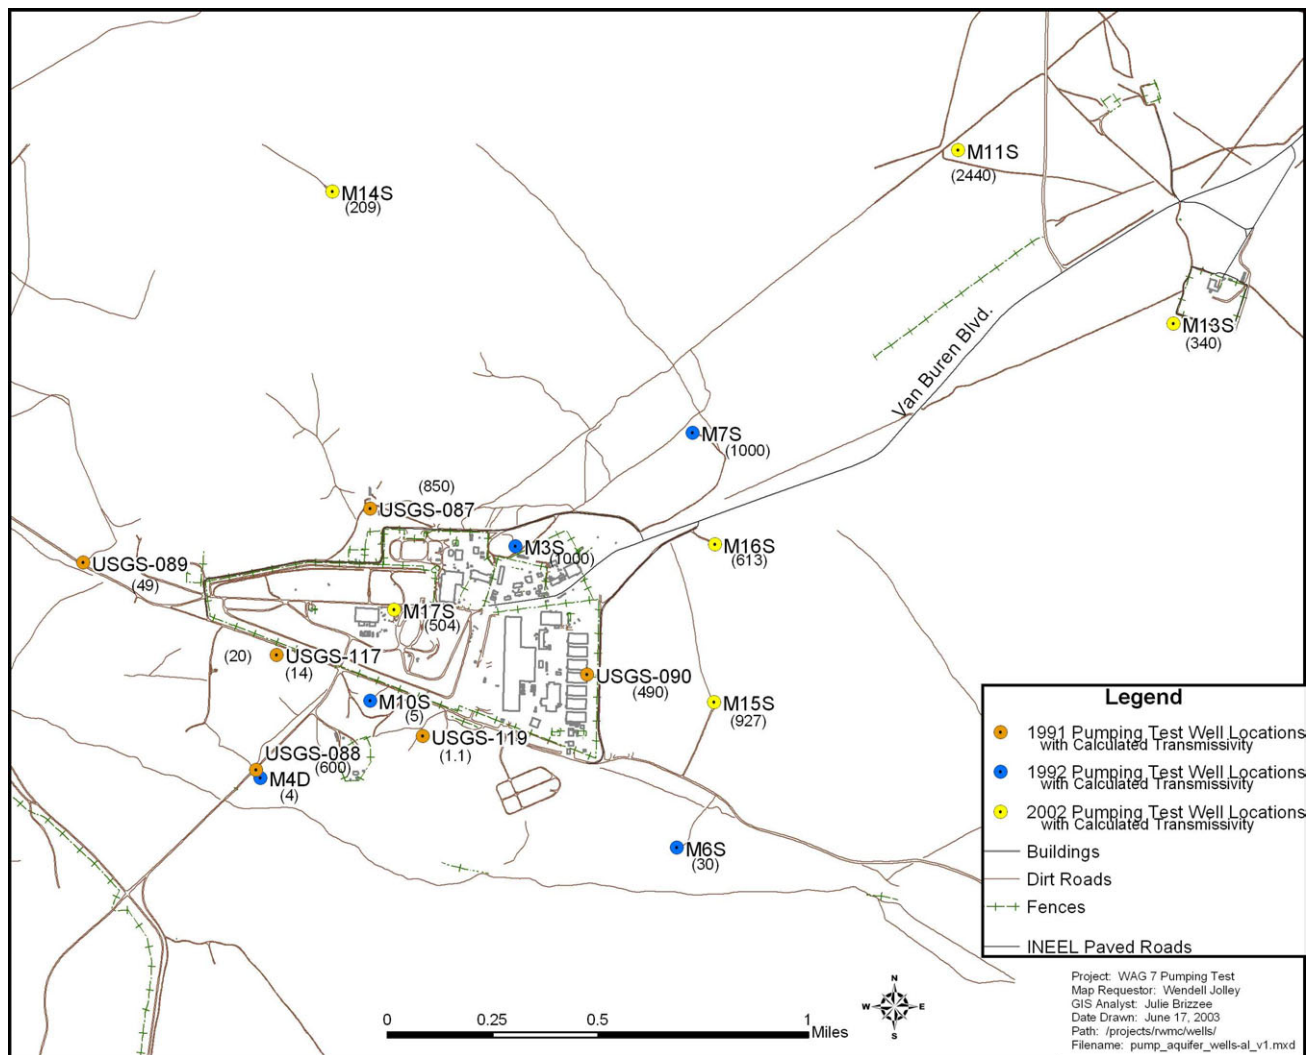 M11S
(2440)
M14S
(209)
M13S
(340)
Van Buren Blvd.
M7S
(1000)
(850)
USGS-087
M3S
(1000)
M16S
(613)
USGS-089
(49)
M17S
(504)
(20)
USGS-117
(14)
USGS-090
(490)
M10S
(5)
M15S
(927)
USGS-119
(1.1)
USGS-088
(600)
M4D
(4)
M6S
(30)
Legend
1991 Pumping Test Well Locations
with Calculated Transmissivity
1992 Pumping Test Well Locations
with Calculated Transmissivity
2002 Pumping Test Well Locations
with Calculated Transmissivity
Buildings
Dirt Roads
Fences
INEEL Paved Roads
N
W E
S
0 0.25 0.5 1
Miles
Project: WAG 7 Pumping Test
Map Requestor: Wendell Jolley
GIS Analyst: Julie Brizzee
Date Drawn: June 17, 2003
Path: /projects/rwmc/wells/
Filename: pump_aquifer_wells-al_v1.mxd